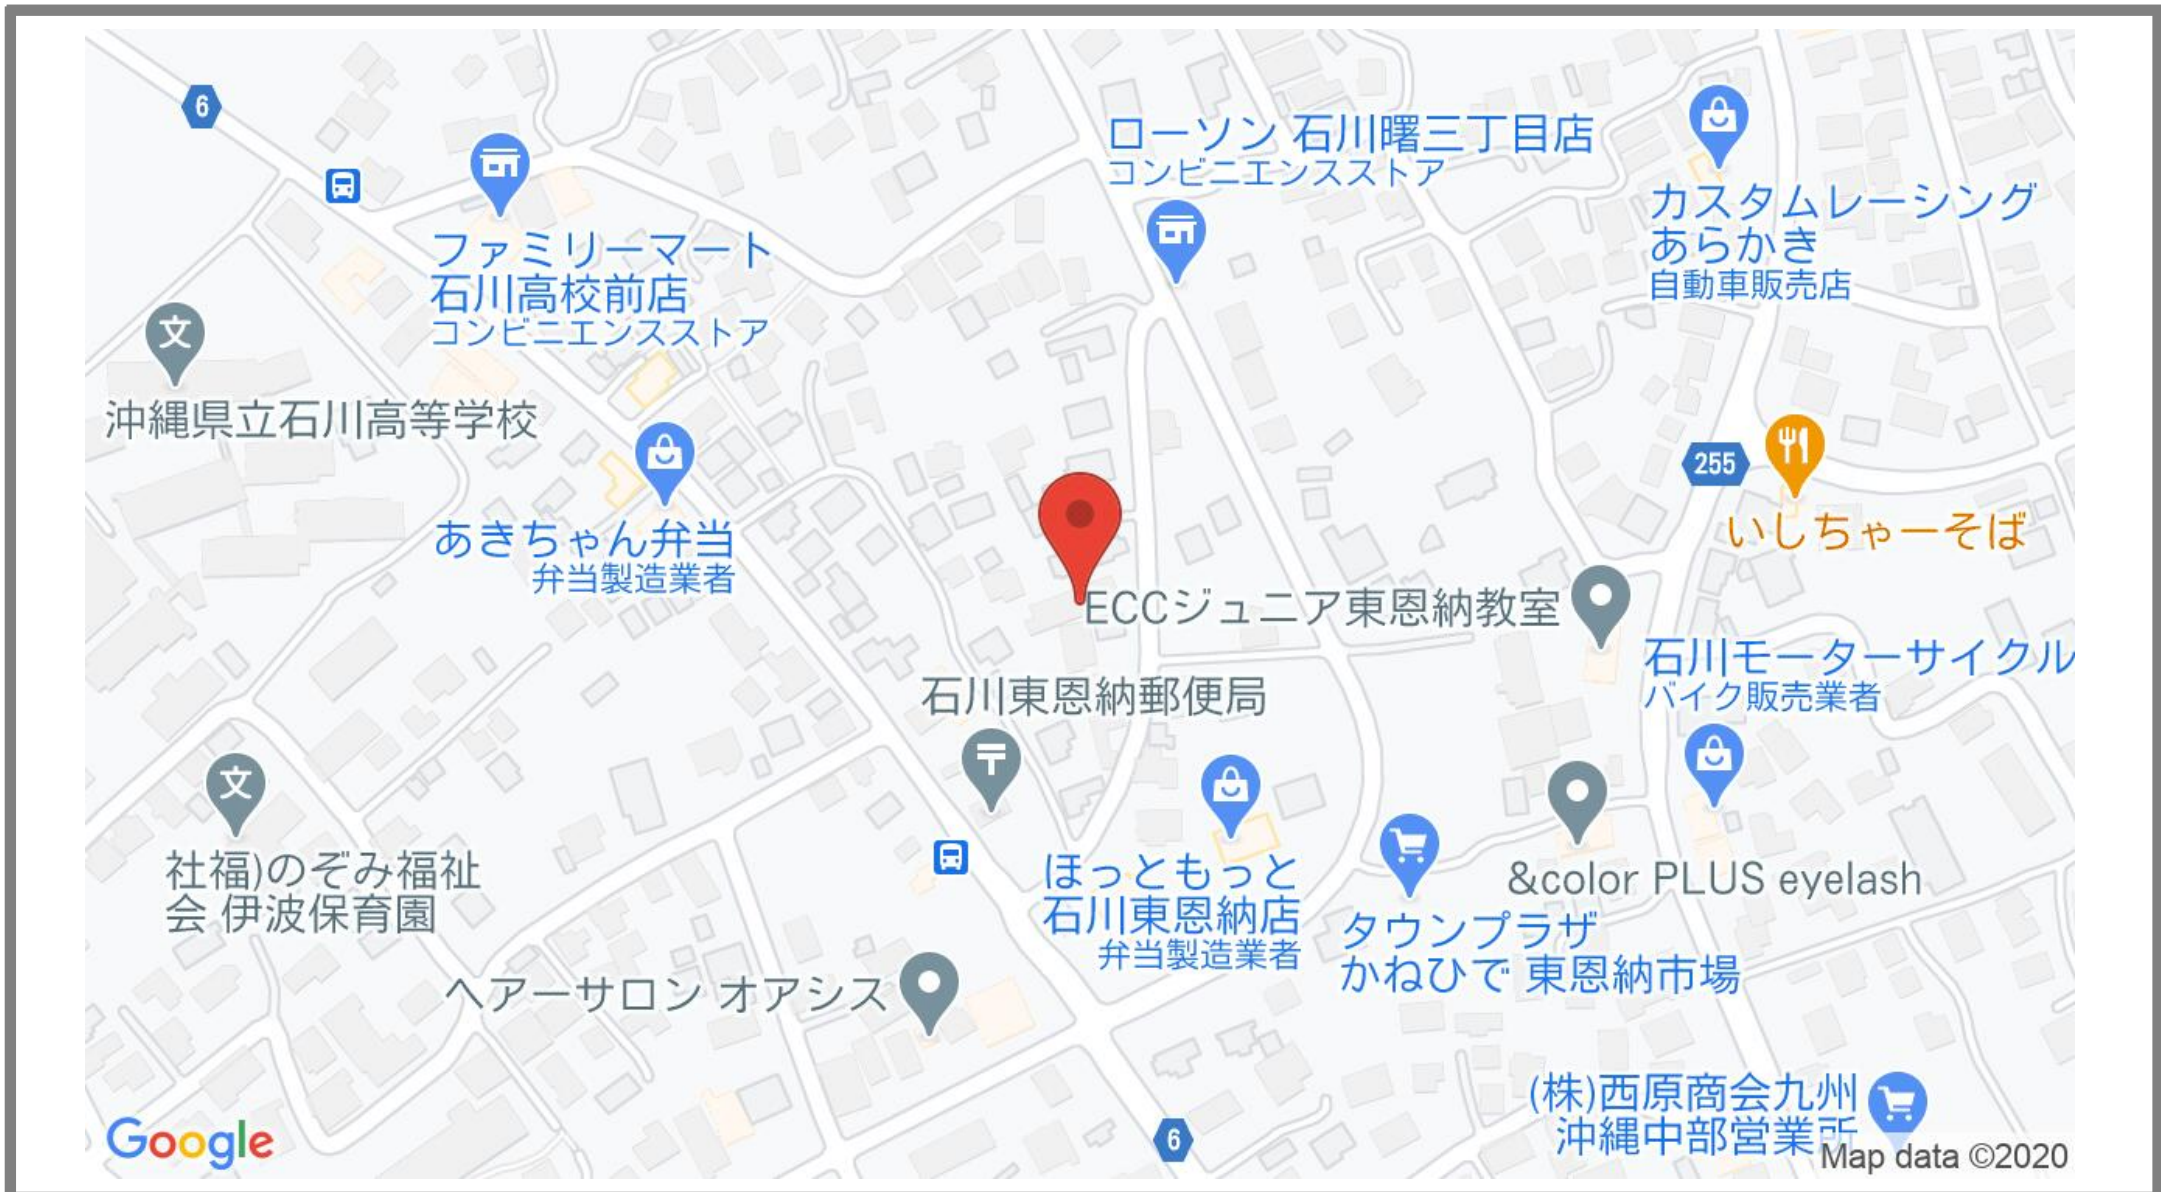 6
ローソン 石川曙三丁目店
コンビニエンスストア
カスタムレーシング
あらかき
自動車販売店
ファミリーマート
石川高校前店
コンビニエンスストア
文
沖縄県立石川高等学校
255
いしちゃーそば
あきちゃん弁当
弁当製造業者
ECCジュニア東恩納教室
石川モーターサイクル
バイク販売業者
石川東恩納郵便局
〒
文
社福)のぞみ福祉
会 伊波保育園
ほっともっと
石川東恩納店
弁当製造業者
&color PLUS eyelash
タウンプラザ
かねひで 東恩納市場
ヘアーサロン オアシス
(株)西原商会九州
沖縄中部営業所
6
Google
Map data ©2020